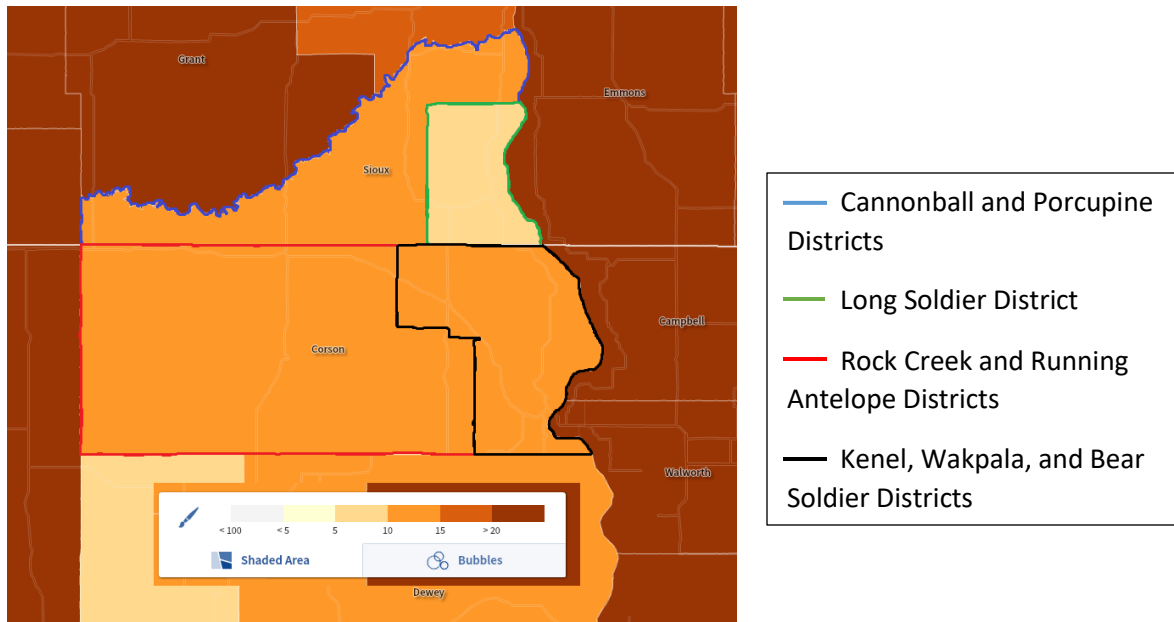 Grant
Emmons
Sioux
Cannonball and Porcupine
Districts
Long Soldier District
Campbell
Corson
Rock Creek and Running
Antelope Districts
Kenel, Wakpala, and Bear
Soldier Districts
Walworth
< 100 < 5 5 10 15 > 20
Shaded Area Bubbles
Dewey